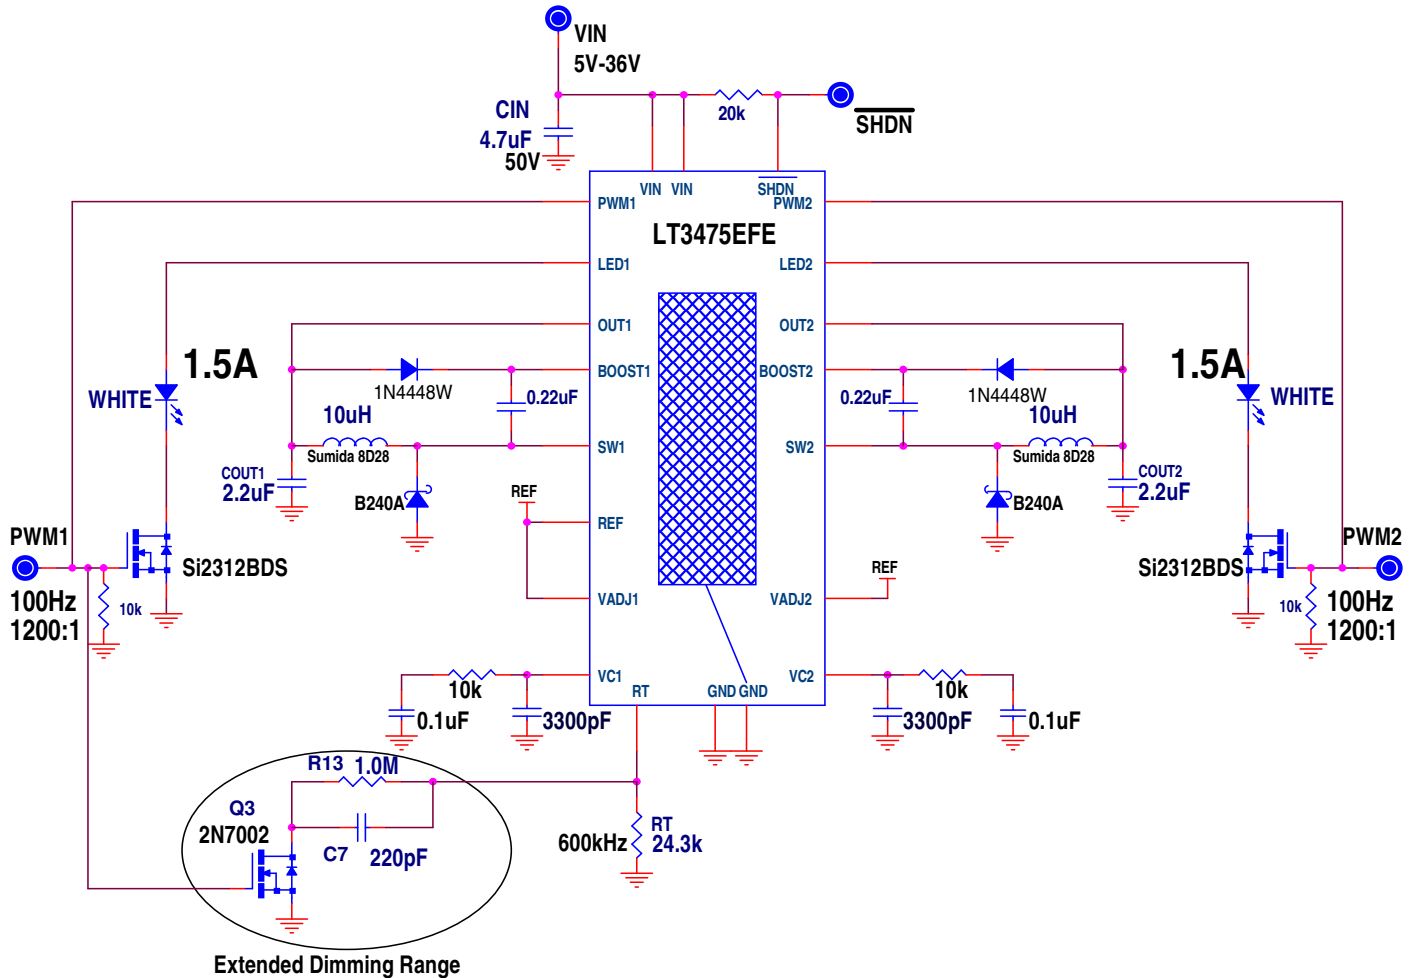 VIN
5V-36V
CIN
4.7uF
50V
20k
SHDN
VIN
VIN
SHDN
PWM1
PWM2
LT3475EFE
LED1
LED2
OUT1
OUT2
1.5A
1.5A
BOOST1
BOOST2
WHITE
1N4448W
0.22uF
0.22uF
1N4448W
WHITE
10uH
10uH
Sumida 8D28
SW1
SW2
Sumida 8D28
COUT1
2.2uF
B240A
B240A
COUT2
2.2uF
REF
REF
PWM1
Si2312BDS
PWM2
Si2312BDS
REF
100Hz
1200:1
10k
VADJ1
VADJ2
10k
100Hz
1200:1
VC1
VC2
10k
RT
GND
GND
10k
0.1uF
3300pF
3300pF
0.1uF
R13
1.0M
Q3
2N7002
C7
220pF
600kHz
RT
24.3k
Extended Dimming Range